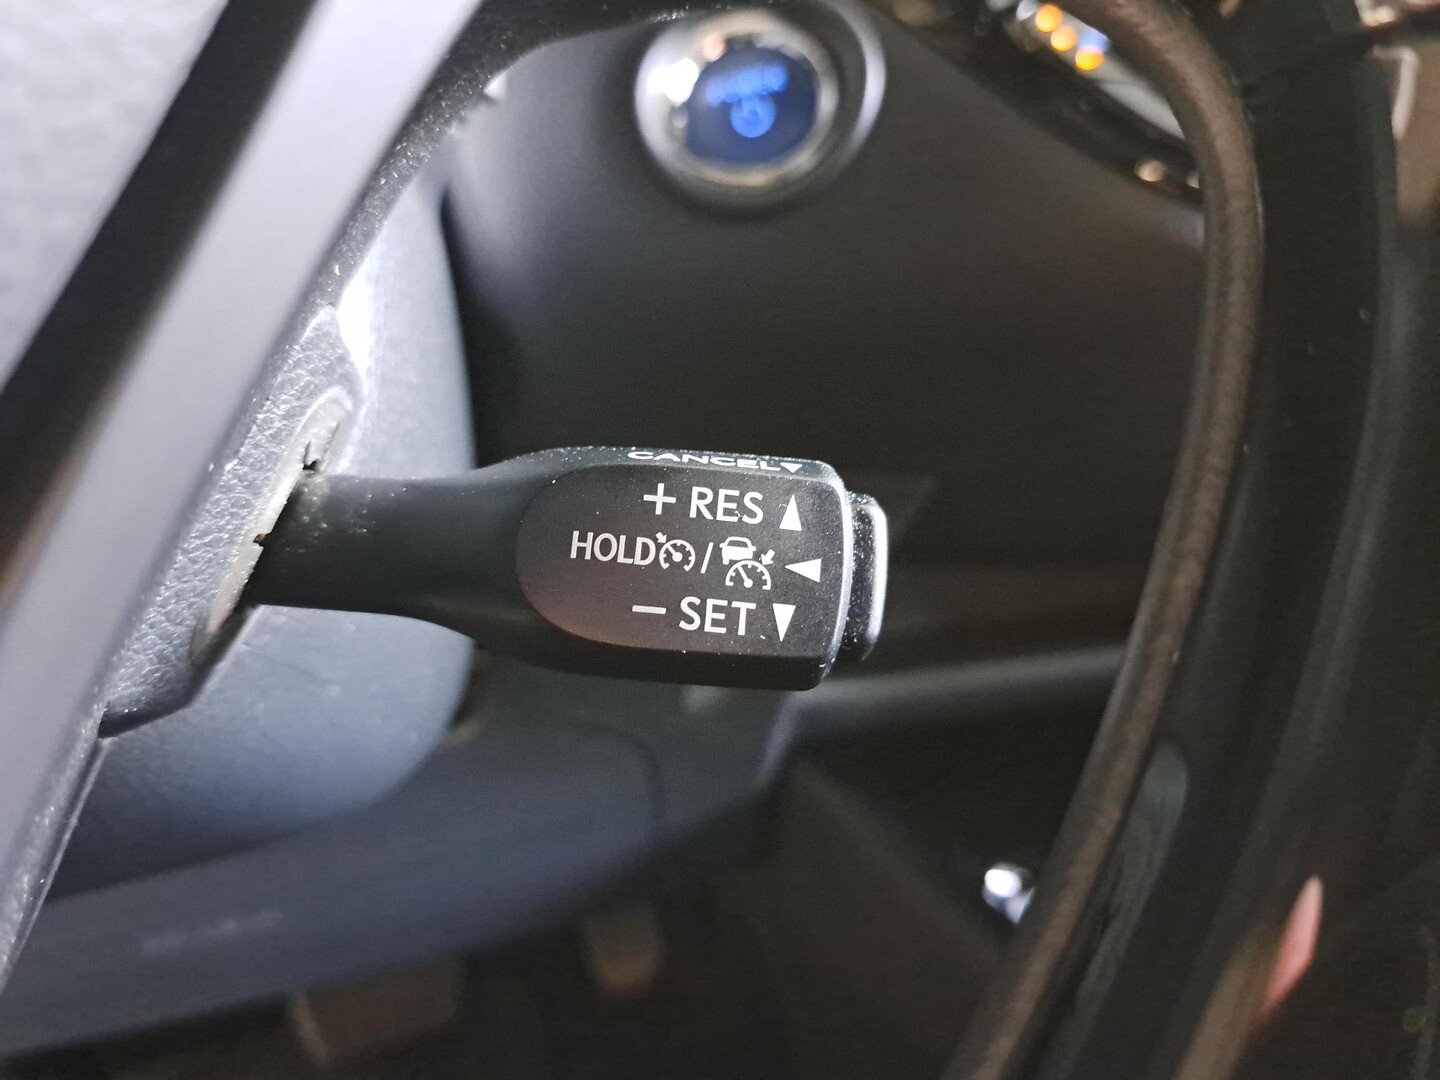 CANCEL▼
+ RES ▲
HOLD / ◀
− SET ▼